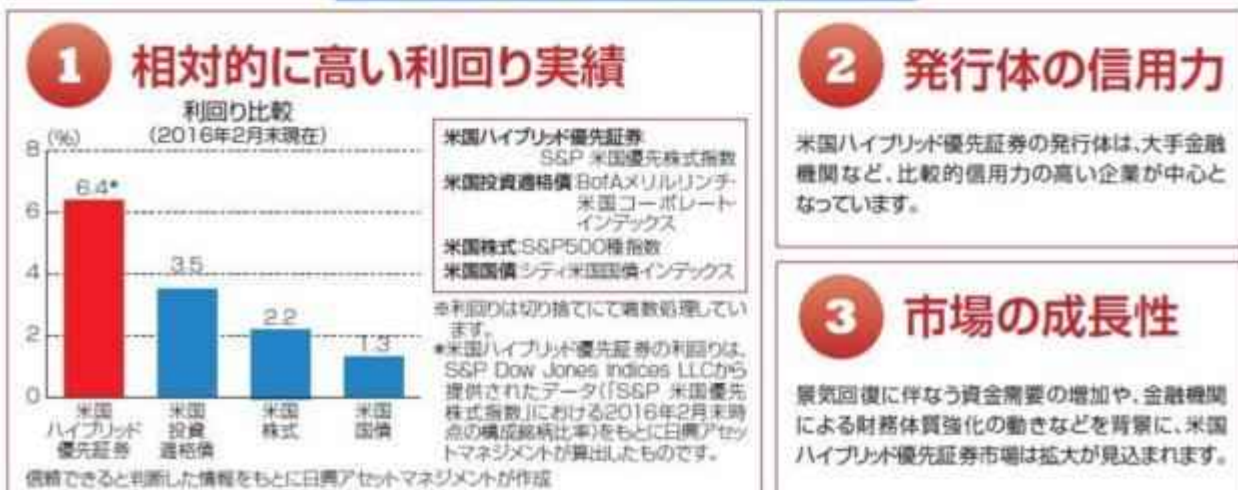 1 相対的に高い利回り実績
利回り比較
(2016年2月末現在)
(%)
8
6
4
2
0
6.4*
3.5
2.2
1.3
米国
ハイブリッド
優先証券
米国
投資
適格債
米国
株式
米国
国債
米国ハイブリッド優先証券
S&P 米国優先株式指数
米国投資適格債:BofAメリルリンチ・
米国コーポレート・
インデックス
米国株式:S&P500種指数
米国国債:シティ米国国債インデックス
※利回りは切り捨てにて端数処理してい
ます。
*米国ハイブリッド優先証券の利回りは、
S&P Dow Jones Indices LLCから
提供されたデータ(「S&P 米国優先
株式指数」における2016年2月末時
点の構成銘柄比率)をもとに日興アセッ
トマネジメントが算出したものです。
信頼できると判断した情報をもとに日興アセットマネジメントが作成
2 発行体の信用力
米国ハイブリッド優先証券の発行体は、大手金融
機関など、比較的信用力の高い企業が中心と
なっています。
3 市場の成長性
景気回復に伴なう資金需要の増加や、金融機関
による財務体質強化の動きなどを背景に、米国
ハイブリッド優先証券市場は拡大が見込まれます。